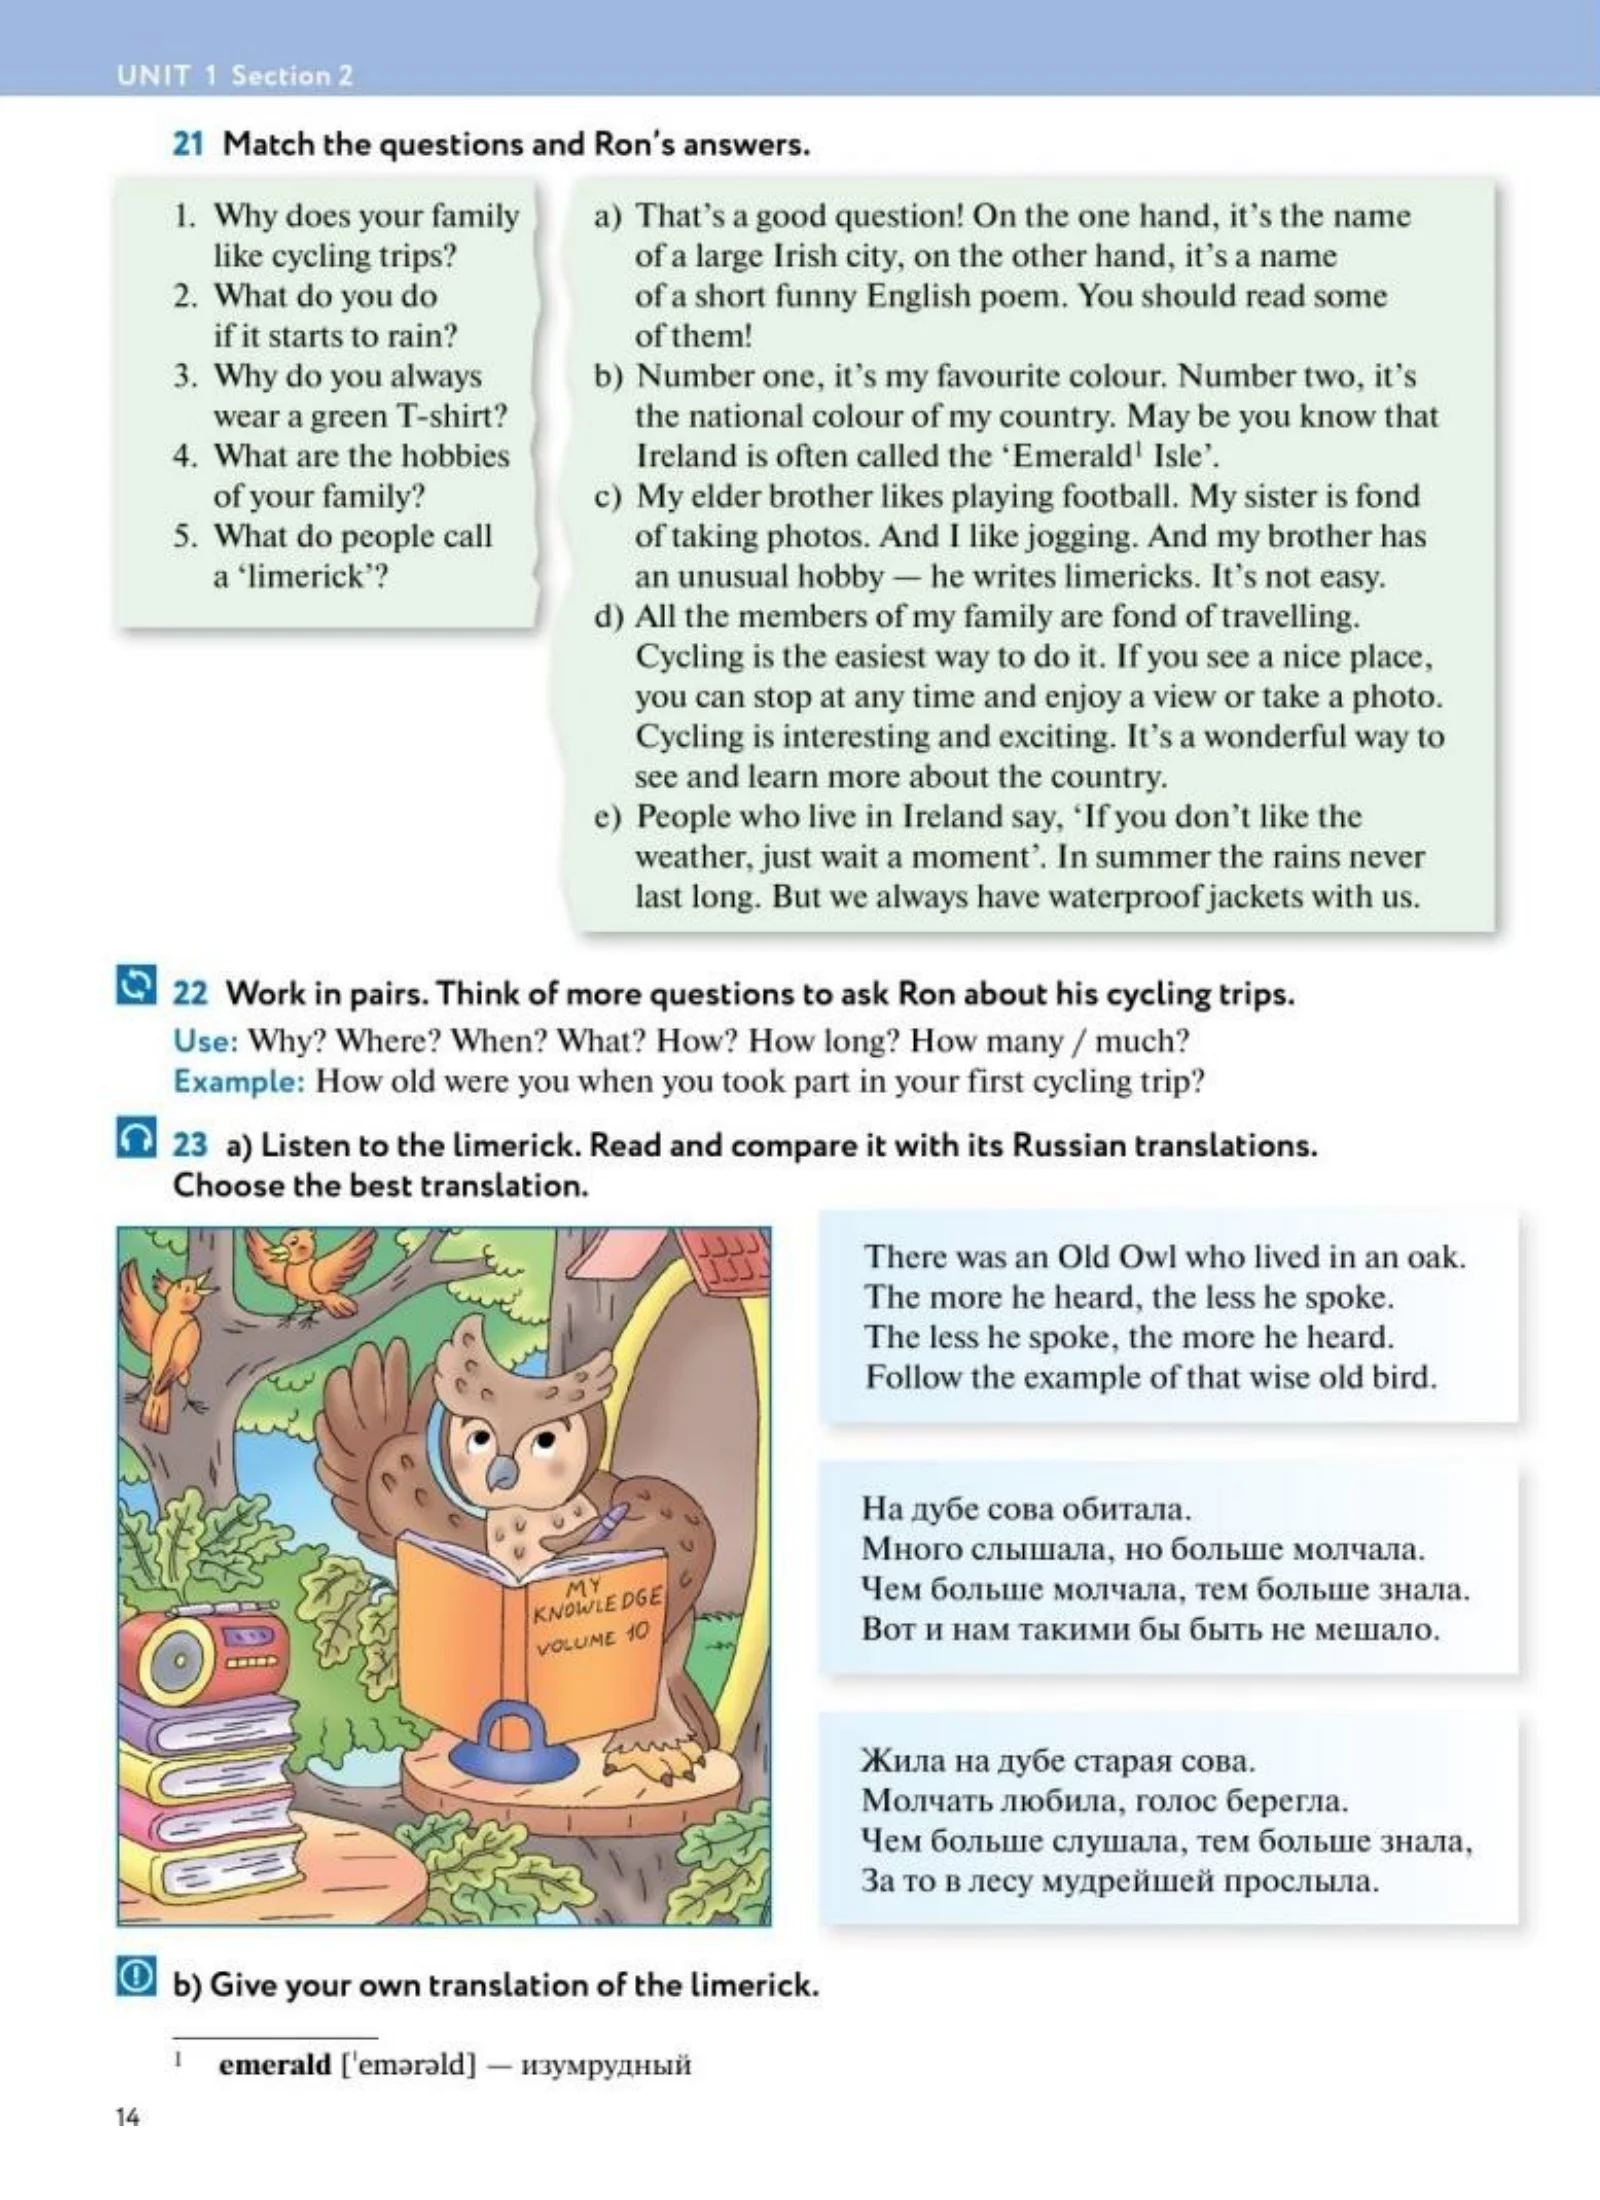 UNIT 1 Section 2
21 Match the questions and Ron's answers.
1. Why does your family
like cycling trips?
2. What do you do
if it starts to rain?
3. Why do you always
wear a green T-shirt?
4. What are the hobbies
of your family?
5. What do people call
a ‘limerick’?
a) That's a good question! On the one hand, it's the name
of a large Irish city, on the other hand, it's a name
of a short funny English poem. You should read some
of them!
b) Number one, it's my favourite colour. Number two, it's
the national colour of my country. May be you know that
Ireland is often called the ‘Emerald¹ Isle’.
c) My elder brother likes playing football. My sister is fond
of taking photos. And I like jogging. And my brother has
an unusual hobby — he writes limericks. It's not easy.
d) All the members of my family are fond of travelling.
Cycling is the easiest way to do it. If you see a nice place,
you can stop at any time and enjoy a view or take a photo.
Cycling is interesting and exciting. It's a wonderful way to
see and learn more about the country.
e) People who live in Ireland say, ‘If you don't like the
weather, just wait a moment’. In summer the rains never
last long. But we always have waterproof jackets with us.
22 Work in pairs. Think of more questions to ask Ron about his cycling trips.
Use: Why? Where? When? What? How? How long? How many / much?
Example: How old were you when you took part in your first cycling trip?
23 a) Listen to the limerick. Read and compare it with its Russian translations.
Choose the best translation.
MY
KNOWLEDGE
VOLUME 10
There was an Old Owl who lived in an oak.
The more he heard, the less he spoke.
The less he spoke, the more he heard.
Follow the example of that wise old bird.
На дубе сова обитала.
Много слышала, но больше молчала.
Чем больше молчала, тем больше знала.
Вот и нам такими бы быть не мешало.
Жила на дубе старая сова.
Молчать любила, голос берегла.
Чем больше слушала, тем больше знала,
За то в лесу мудрейшей прослыла.
b) Give your own translation of the limerick.
1 emerald [ˈemərəld] — изумрудный
14